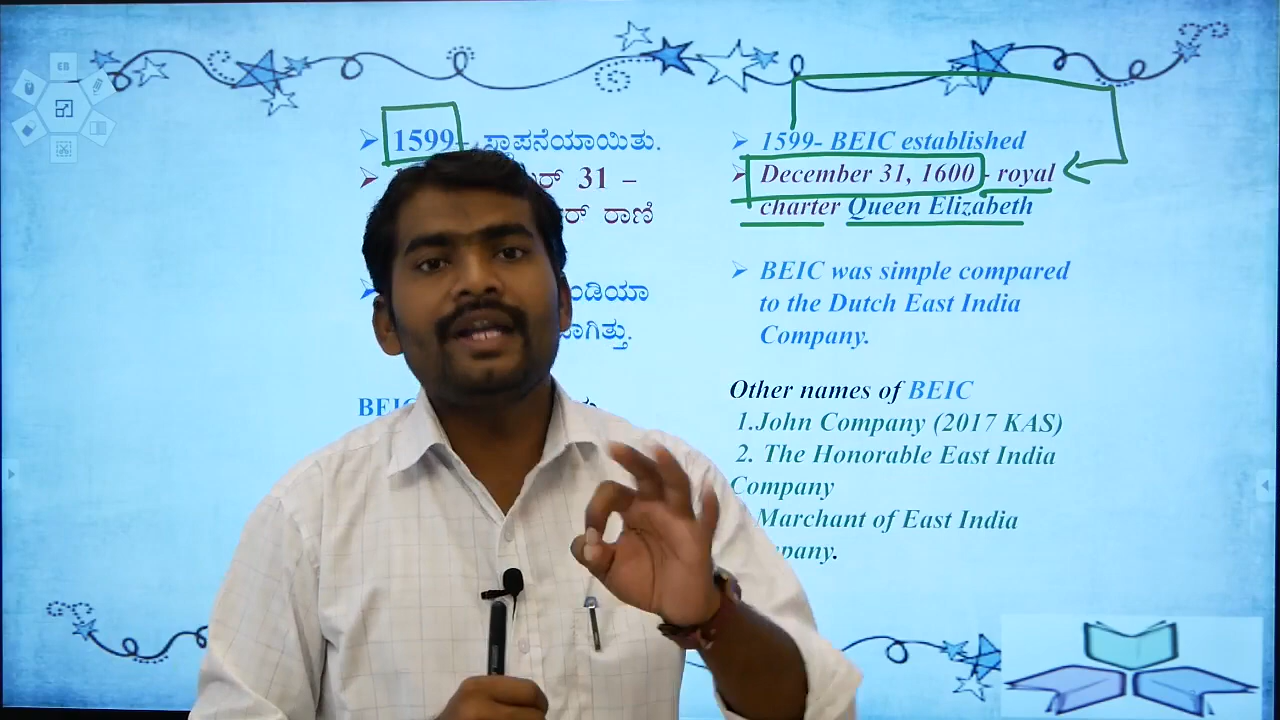 1599- ಸ್ಥಾಪನೆಯಾಯಿತು.
31 –
ರಾಣಿ
BEIC
1599- BEIC established
December 31, 1600 - royal
charter Queen Elizabeth
BEIC was simple compared
to the Dutch East India
Company.
Other names of BEIC
1.John Company (2017 KAS)
2. The Honorable East India
Company
Marchant of East India